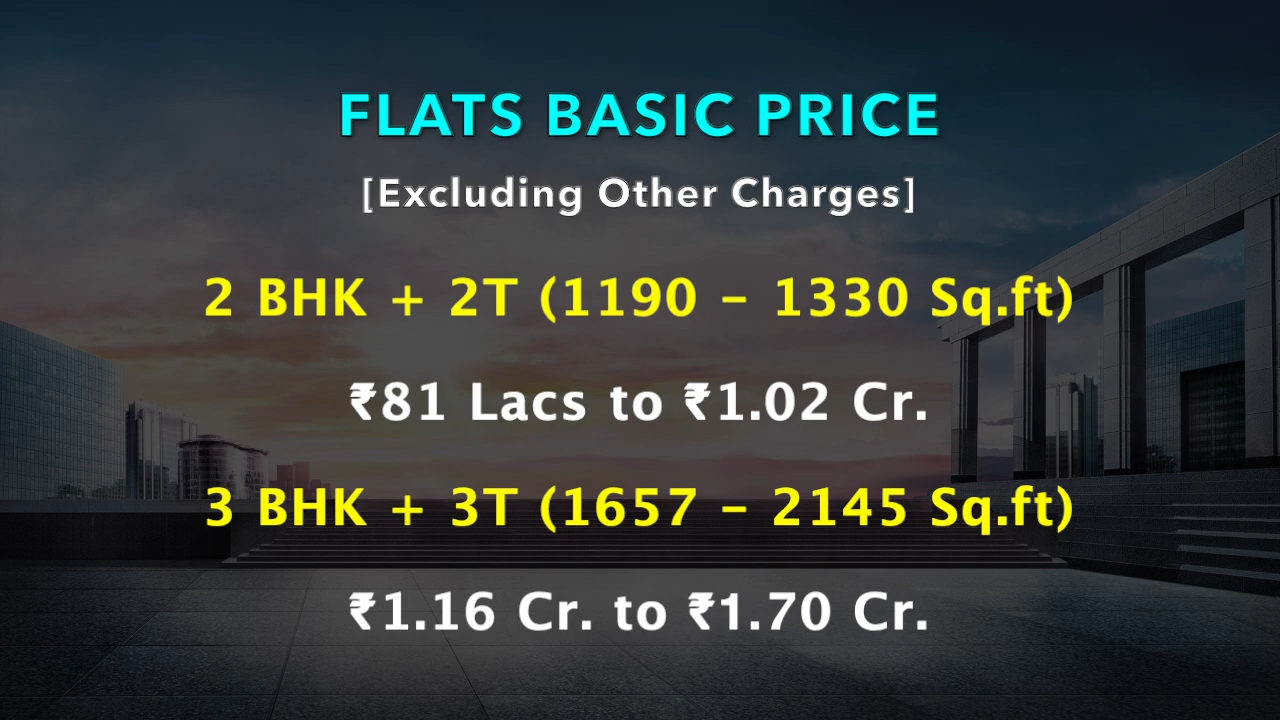 FLATS BASIC PRICE
[Excluding Other Charges]
2 BHK + 2T (1190 – 1330 Sq.ft)
₹81 Lacs to ₹1.02 Cr.
3 BHK + 3T (1657 – 2145 Sq.ft)
₹1.16 Cr. to ₹1.70 Cr.